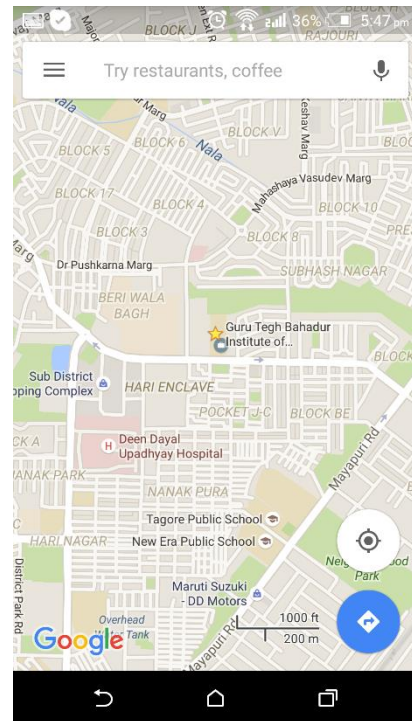 BLOCK J
36%
5:47 pm
RAJOURI
Try restaurants, coffee
Nala
Marg
BLOCK 6
BLOCK V
Keshav Marg
BLOCK 5
Nala
BLOCK 17
BLOCK 4
Mahashaya Vasudev Marg
BLOCK 10
BLOCK 3
BLOCK 8
Marg
Dr Pushkarna Marg
SUBHASH NAGAR
BERI WALA
BAGH
Guru Tegh Bahadur
Institute of...
BLOCK
Sub District
pping Complex
HARI ENCLAVE
POCKET J-C
BLOCK BE
CK A
Deen Dayal
Upadhyay Hospital
H
Mayapuri Rd
ANAK PARK
NANAK PURA
Tagore Public School
HARI NAGAR
New Era Public School
District Park Rd
Park
Maruti Suzuki
- DD Motors
Overhead
Tank
1000 ft
200 m
Google
Mayapuri Rd